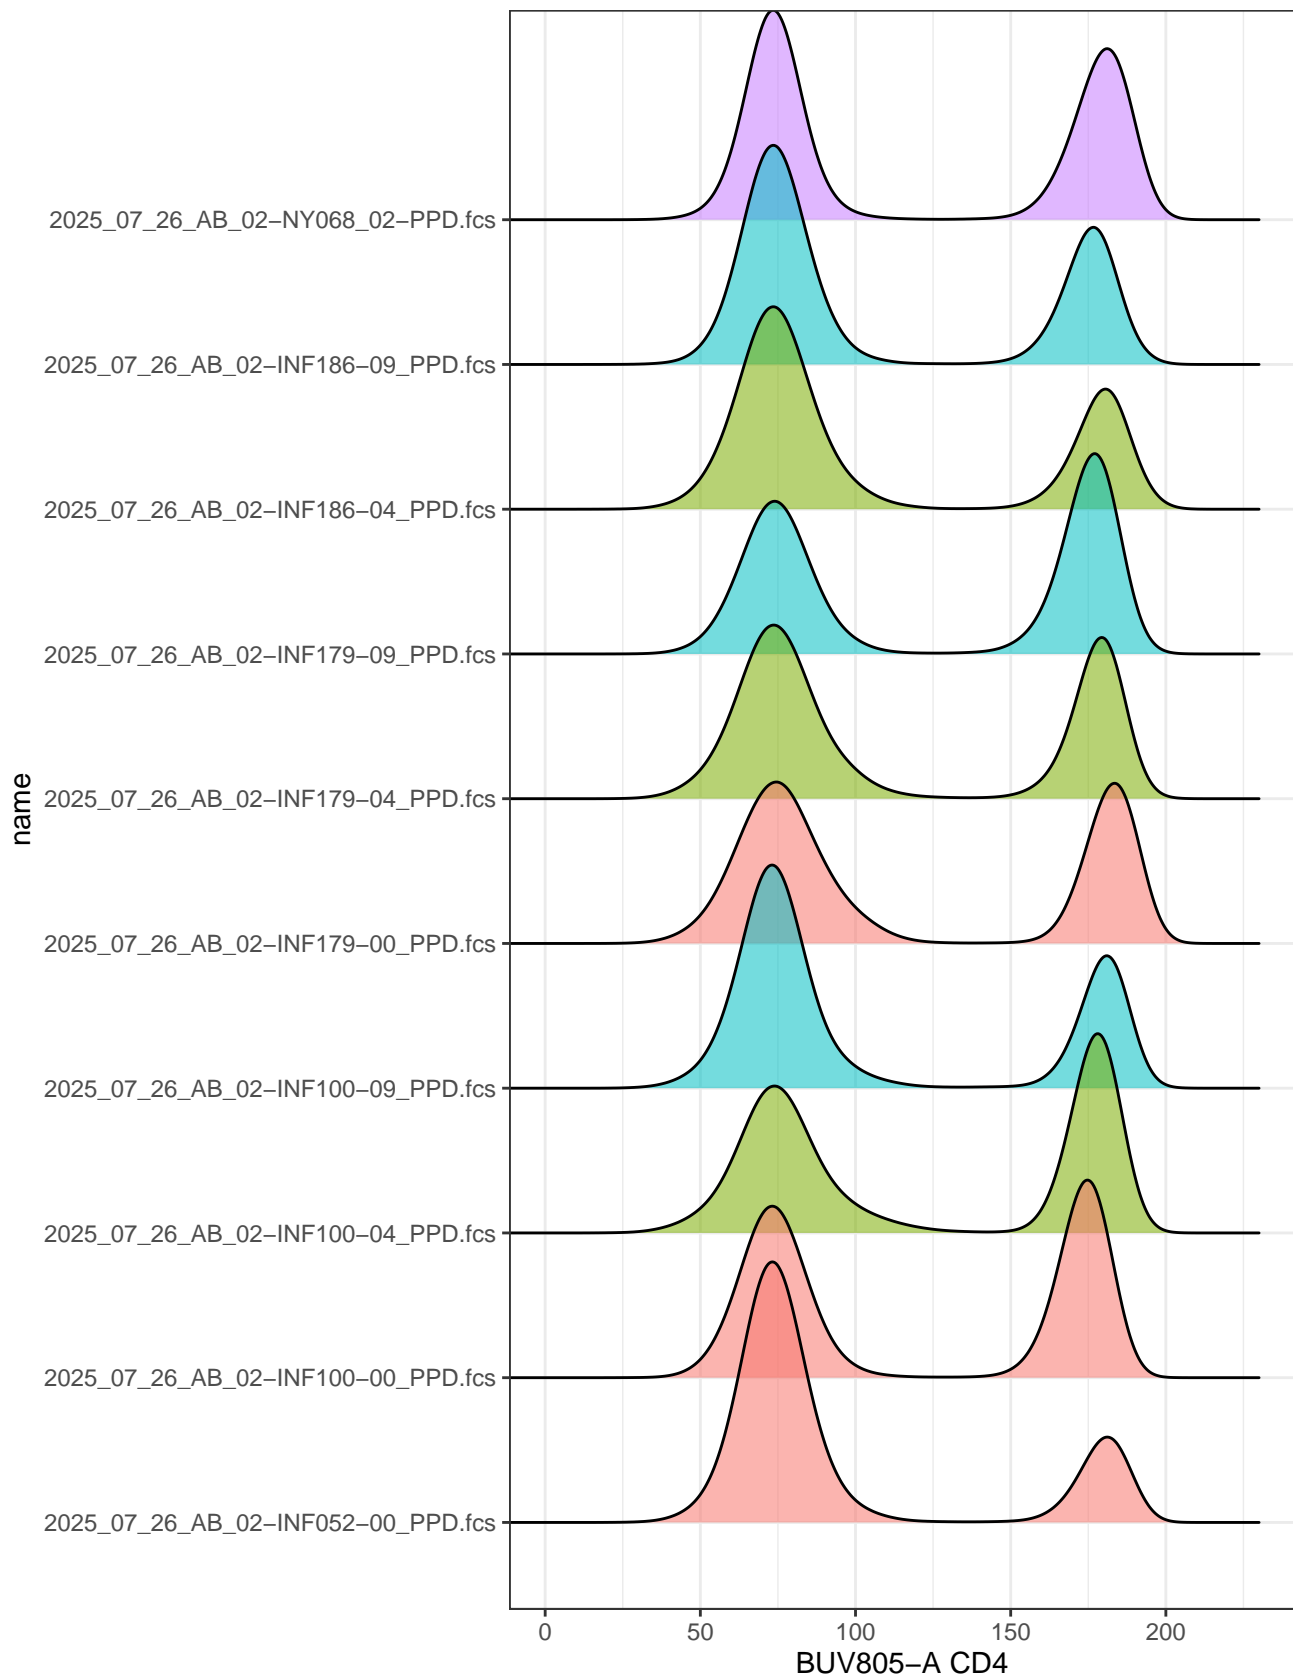 2025_07_26_AB_02−NY068_02−PPD.fcs
2025_07_26_AB_02−INF186−09_PPD.fcs
2025_07_26_AB_02−INF186−04_PPD.fcs
2025_07_26_AB_02−INF179−09_PPD.fcs
2025_07_26_AB_02−INF179−04_PPD.fcs
name
2025_07_26_AB_02−INF179−00_PPD.fcs
2025_07_26_AB_02−INF100−09_PPD.fcs
2025_07_26_AB_02−INF100−04_PPD.fcs
2025_07_26_AB_02−INF100−00_PPD.fcs
2025_07_26_AB_02−INF052−00_PPD.fcs
0 50 100 150 200
BUV805−A CD4